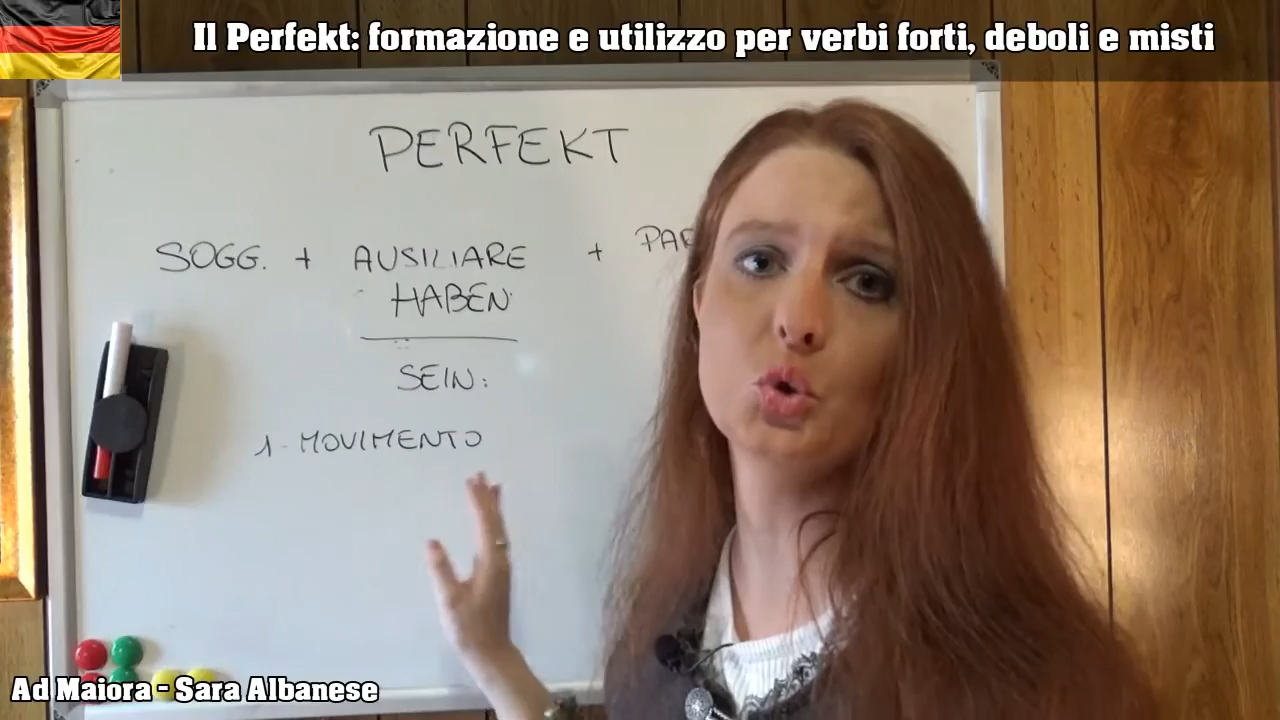 Il Perfekt: formazione e utilizzo per verbi forti, deboli e misti
PERFEKT
SOGG. + AUSILIARE + PAR
HABEN
SEIN:
1- MOVIMENTO
Ad Maiora - Sara Albanese